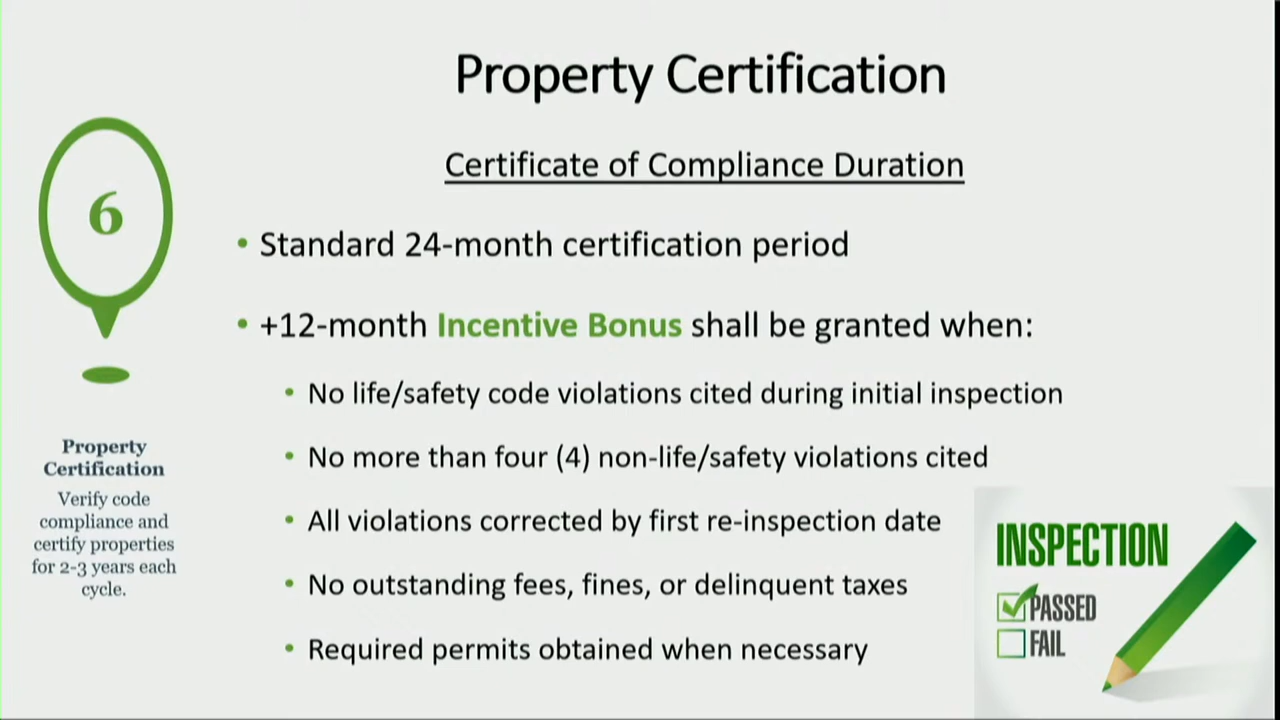 Property Certification
Certificate of Compliance Duration
6
Property
Certification
Verify code
compliance and
certify properties
for 2-3 years each
cycle.
• Standard 24-month certification period
• +12-month Incentive Bonus shall be granted when:
• No life/safety code violations cited during initial inspection
• No more than four (4) non-life/safety violations cited
• All violations corrected by first re-inspection date
• No outstanding fees, fines, or delinquent taxes
• Required permits obtained when necessary
INSPECTION
PASSED
FAIL